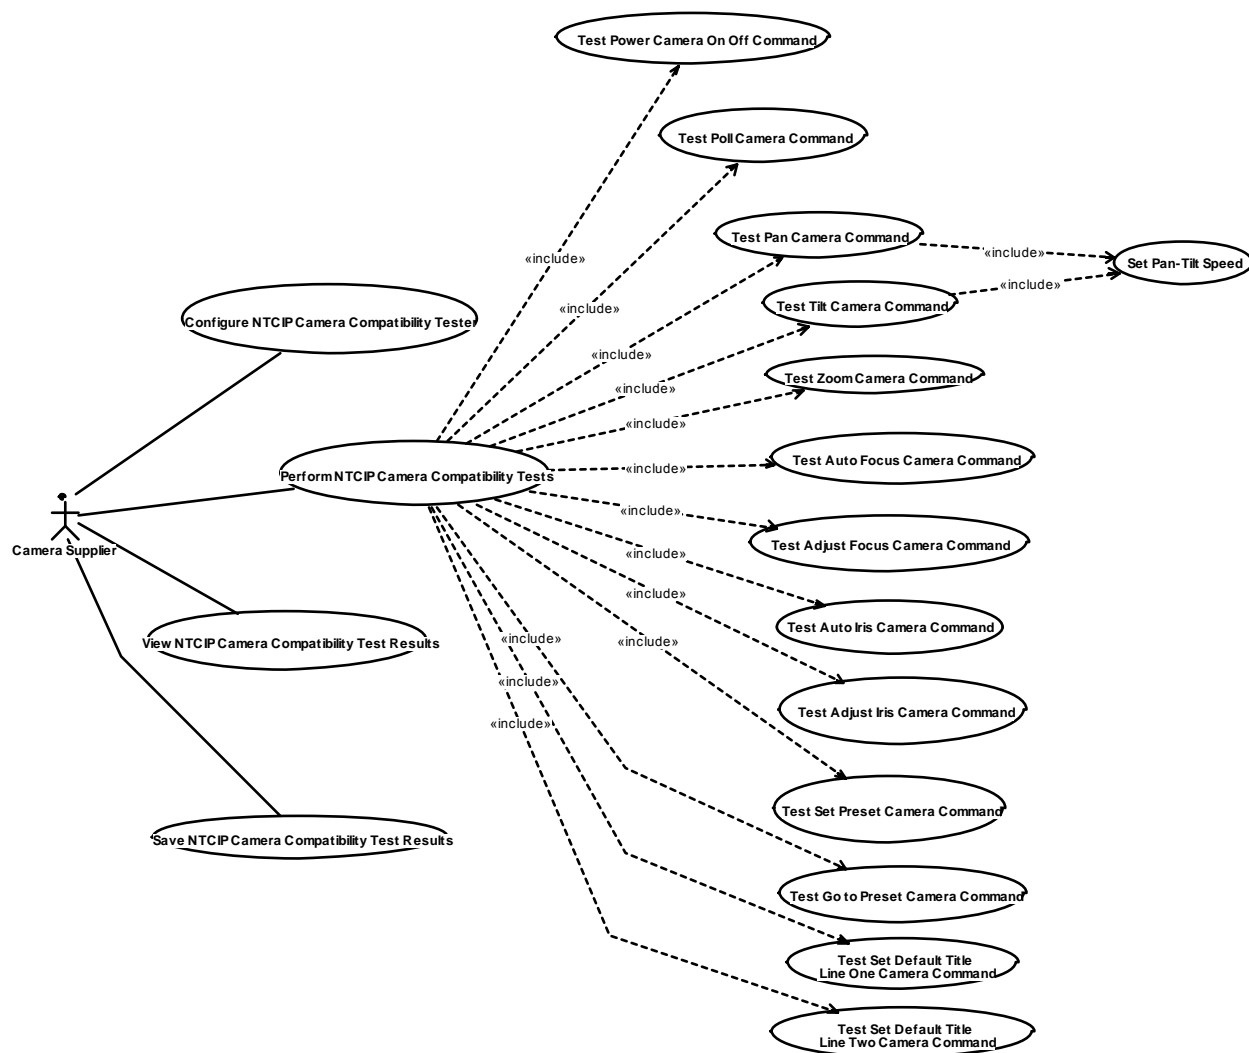 Test Power Camera On Off Command
Test Poll Camera Command
Test Pan Camera Command
«include»
Set Pan-Tilt Speed
«include»
«include»
Test Tilt Camera Command
«include»
Configure NTCIP Camera Compatibility Tester
«include»
Test Zoom Camera Command
«include»
«include»
Test Auto Focus Camera Command
«include»
Perform NTCIP Camera Compatibility Tests
«include»
Test Adjust Focus Camera Command
Camera Supplier
«include»
«include»
Test Auto Iris Camera Command
«include»
«include»
View NTCIP Camera Compatibility Test Results
«include»
Test Adjust Iris Camera Command
«include»
Test Set Preset Camera Command
Save NTCIP Camera Compatibility Test Results
Test Go to Preset Camera Command
Test Set Default Title
Line One Camera Command
Test Set Default Title
Line Two Camera Command